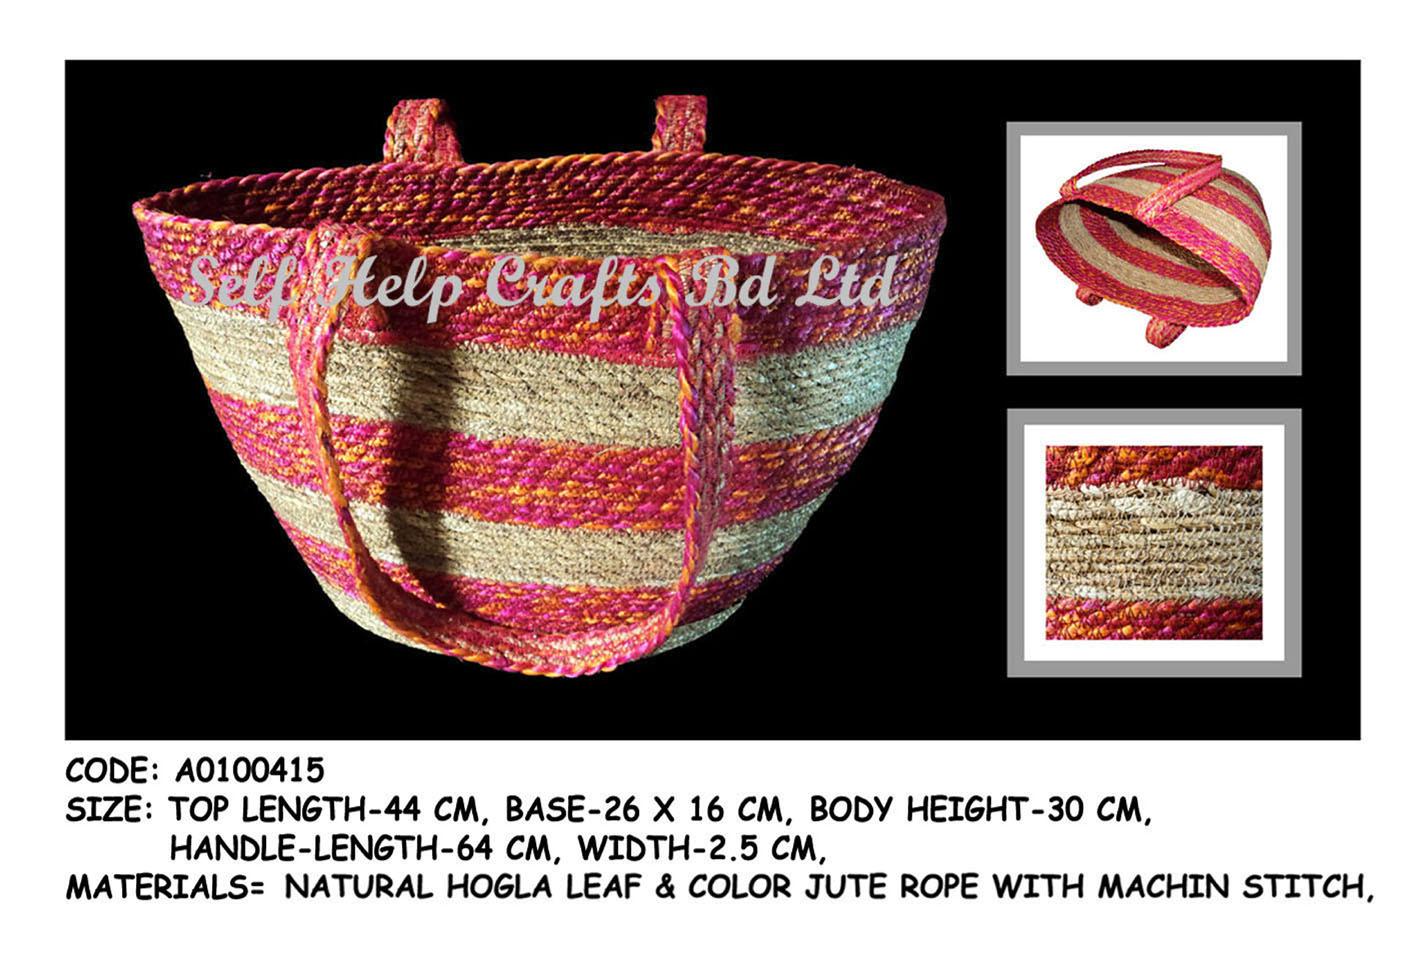 Self Help Crafts Bd Ltd
CODE: A0100415
SIZE: TOP LENGTH-44 CM, BASE-26 X 16 CM, BODY HEIGHT-30 CM,
HANDLE-LENGTH-64 CM, WIDTH-2.5 CM,
MATERIALS= NATURAL HOGLA LEAF & COLOR JUTE ROPE WITH MACHIN STITCH,